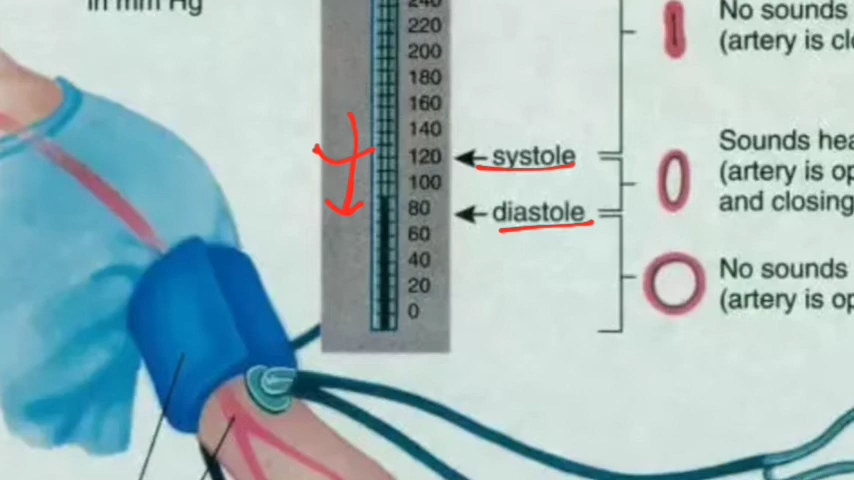 in mm Hg
240
220
200
180
160
140
120
100
80
60
40
20
0
systole
diastole
No sounds
(artery is cl
Sounds hea
(artery is op
and closing
No sounds
(artery is op